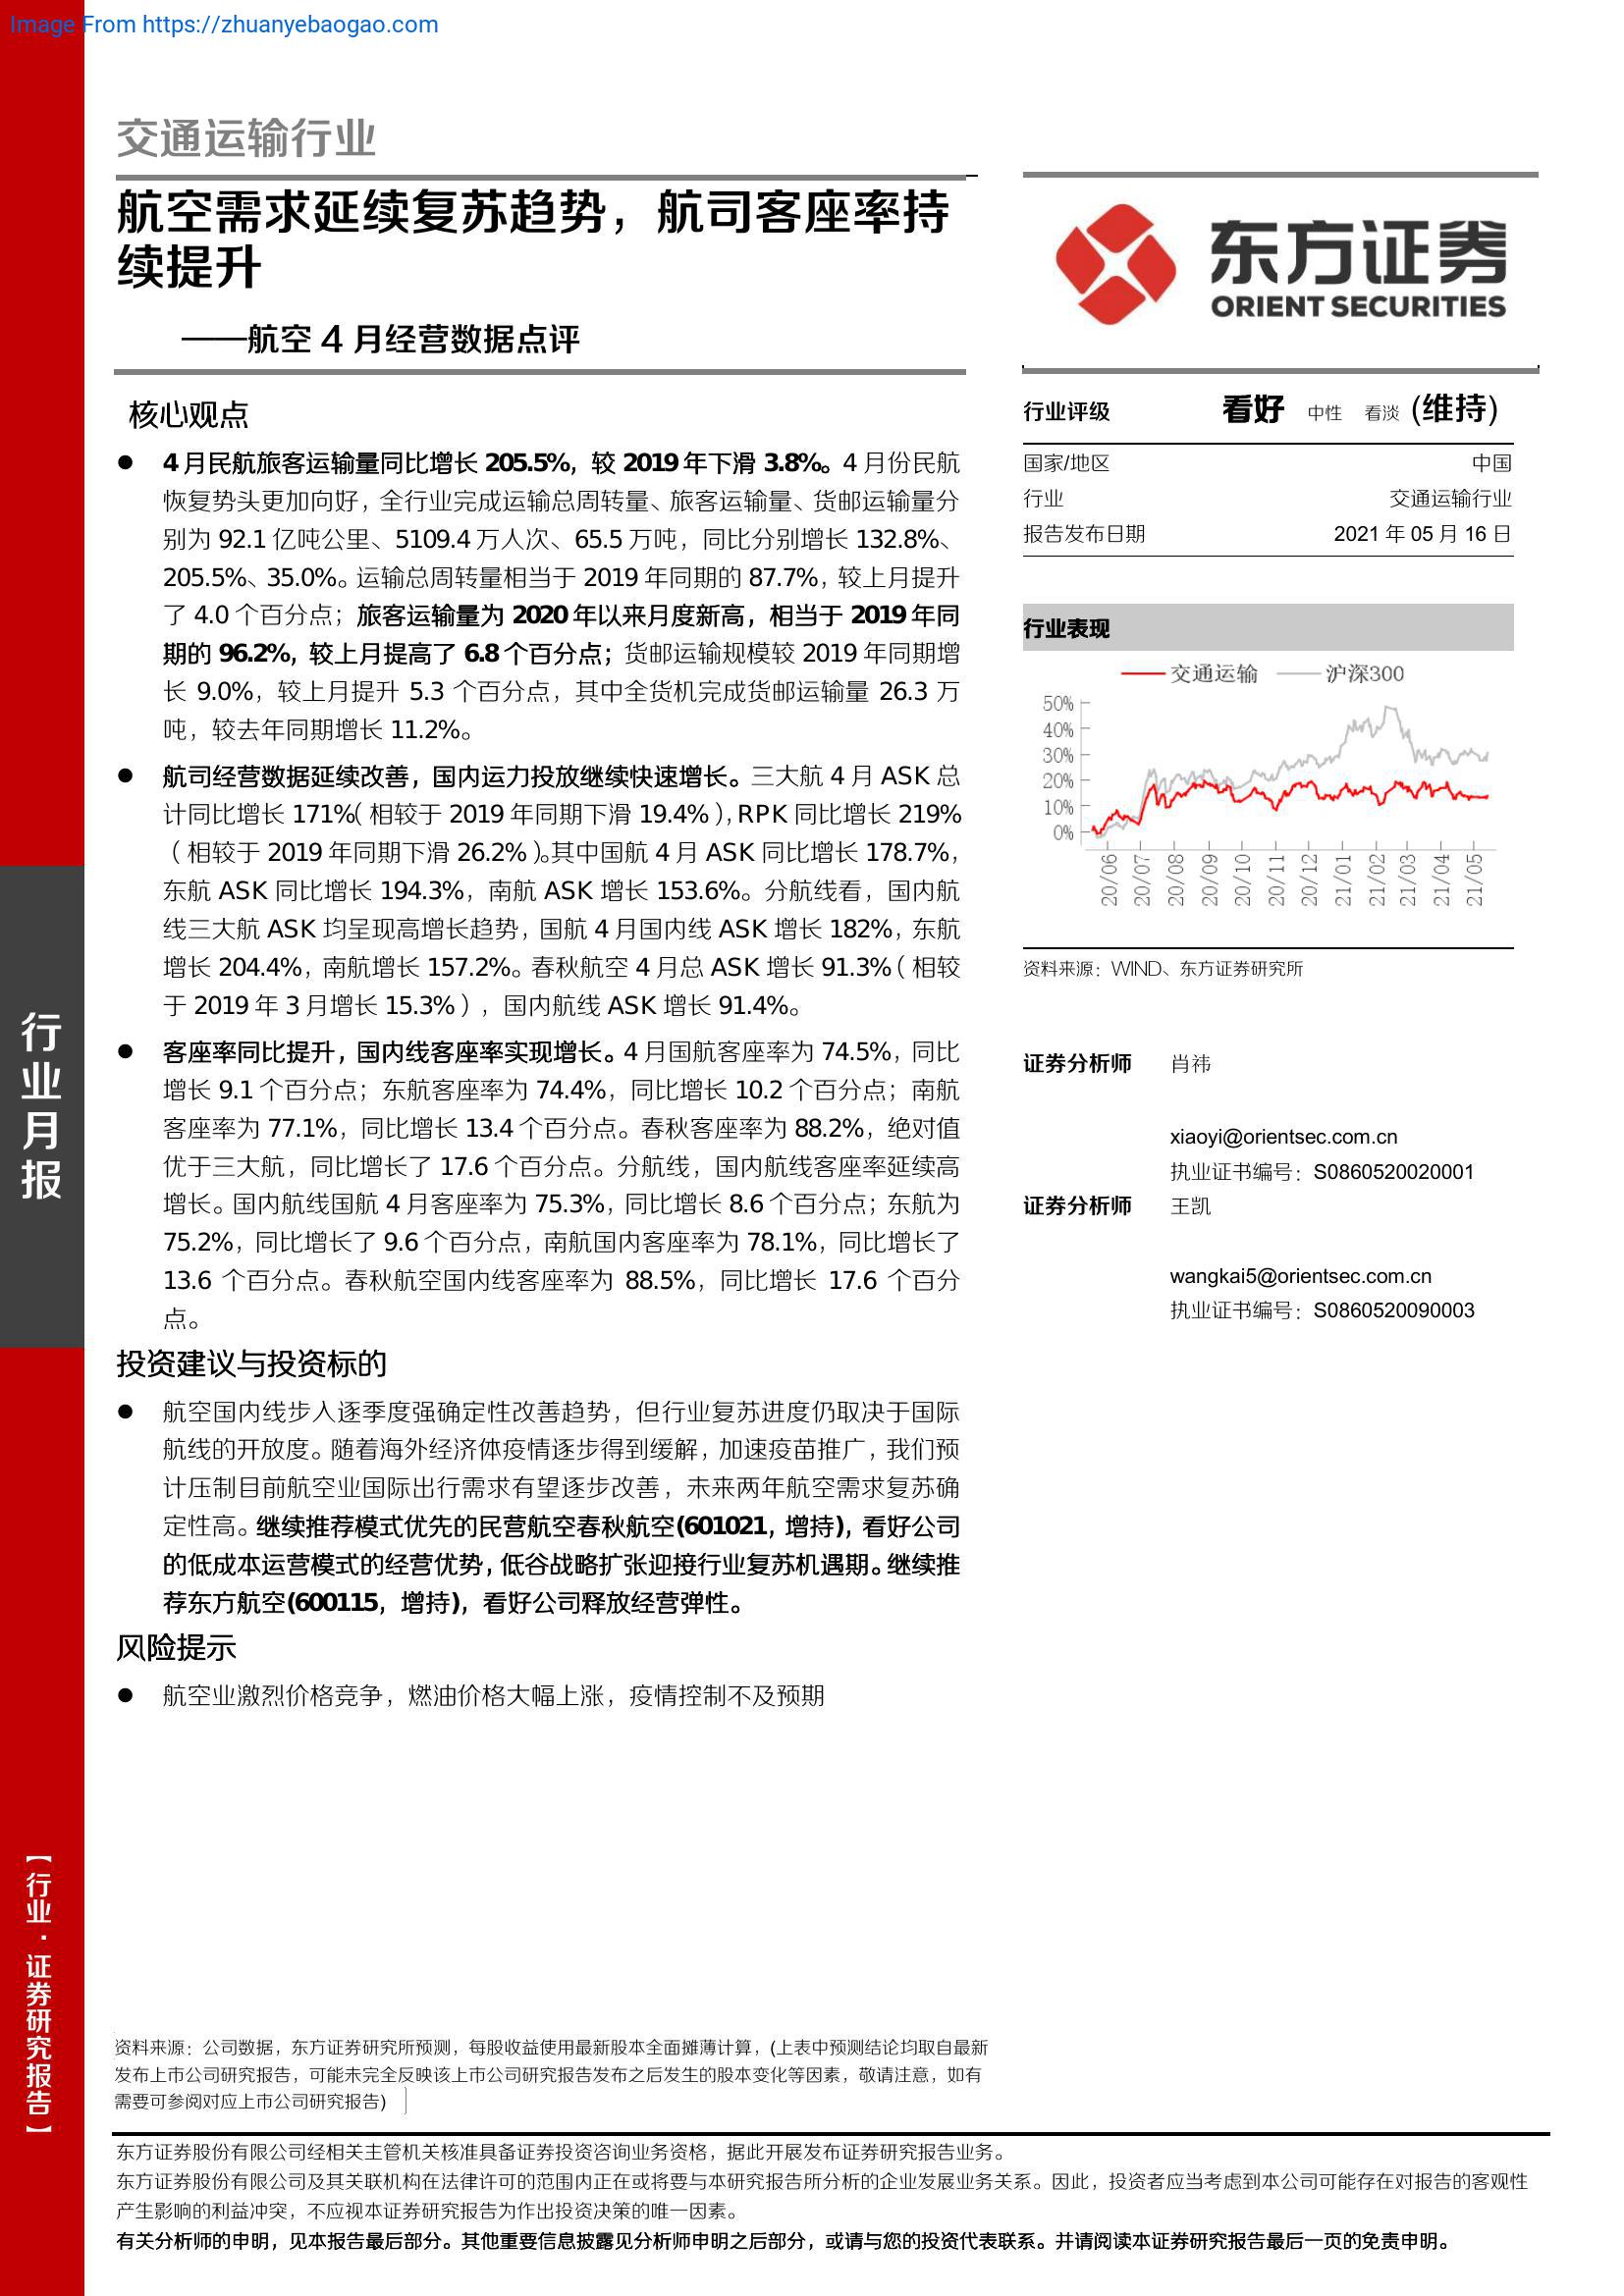 Image From https://zhuanyebaogao.com
交通运输行业
航空需求延续复苏趋势，航司客座率持
续提升
——航空 4 月经营数据点评
核心观点
● 4 月民航旅客运输量同比增长 205.5%，较 2019 年下滑 3.8%。4 月份民航
恢复势头更加向好，全行业完成运输总周转量、旅客运输量、货邮运输量分
别为 92.1 亿吨公里、5109.4 万人次、65.5 万吨，同比分别增长 132.8%、
205.5%、35.0%。运输总周转量相当于 2019 年同期的 87.7%，较上月提升
了 4.0 个百分点；旅客运输量为 2020 年以来月度新高，相当于 2019 年同
期的 96.2%，较上月提高了 6.8 个百分点；货邮运输规模较 2019 年同期增
长 9.0%，较上月提升 5.3 个百分点，其中全货机完成货邮运输量 26.3 万
吨，较去年同期增长 11.2%。
● 航司经营数据延续改善，国内运力投放继续快速增长。三大航 4 月 ASK 总
计同比增长 171%（相较于 2019 年同期下滑 19.4%），RPK 同比增长 219%
（相较于 2019 年同期下滑 26.2%）。其中国航 4 月 ASK 同比增长 178.7%，
东航 ASK 同比增长 194.3%，南航 ASK 增长 153.6%。分航线看，国内航
线三大航 ASK 均呈现高增长趋势，国航 4 月国内线 ASK 增长 182%，东航
增长 204.4%，南航增长 157.2%。春秋航空 4 月总 ASK 增长 91.3%（相较
于 2019 年 3 月增长 15.3%），国内航线 ASK 增长 91.4%。
● 客座率同比提升，国内线客座率实现增长。4 月国航客座率为 74.5%，同比
增长 9.1 个百分点；东航客座率为 74.4%，同比增长 10.2 个百分点；南航
客座率为 77.1%，同比增长 13.4 个百分点。春秋客座率为 88.2%，绝对值
优于三大航，同比增长了 17.6 个百分点。分航线，国内航线客座率延续高
增长。国内航线国航 4 月客座率为 75.3%，同比增长 8.6 个百分点；东航为
75.2%，同比增长了 9.6 个百分点，南航国内客座率为 78.1%，同比增长了
13.6 个百分点。春秋航空国内线客座率为 88.5%，同比增长 17.6 个百分
点。
投资建议与投资标的
● 航空国内线步入逐季度强确定性改善趋势，但行业复苏进度仍取决于国际
航线的开放度。随着海外经济体疫情逐步得到缓解，加速疫苗推广，我们预
计压制目前航空业国际出行需求有望逐步改善，未来两年航空需求复苏确
定性高。继续推荐模式优先的民营航空春秋航空(601021，增持)，看好公司
的低成本运营模式的经营优势，低谷战略扩张迎接行业复苏机遇期。继续推
荐东方航空(600115，增持)，看好公司释放经营弹性。
风险提示
● 航空业激烈价格竞争，燃油价格大幅上涨，疫情控制不及预期
东方证券
ORIENT SECURITIES
行业评级 看好 中性 看淡 (维持)
国家/地区 中国
行业 交通运输行业
报告发布日期 2021 年 05 月 16 日
行业表现
交通运输 沪深300
50%
40%
30%
20%
10%
0%
20/06 20/07 20/08 20/09 20/10 20/11 20/12 21/01 21/02 21/03 21/04 21/05
资料来源：WIND、东方证券研究所
证券分析师 肖祎
xiaoyi@orientsec.com.cn
执业证书编号：S0860520020001
证券分析师 王凯
wangkai5@orientsec.com.cn
执业证书编号：S0860520090003
行业月报
【行业·证券研究报告】
资料来源：公司数据，东方证券研究所预测，每股收益使用最新股本全面摊薄计算，(上表中预测结论均取自最新
发布上市公司研究报告，可能未完全反映该上市公司研究报告发布之后发生的股本变化等因素，敬请注意，如有
需要可参阅对应上市公司研究报告)
东方证券股份有限公司经相关主管机关核准具备证券投资咨询业务资格，据此开展发布证券研究报告业务。
东方证券股份有限公司及其关联机构在法律许可的范围内正在或将要与本研究报告所分析的企业发展业务关系。因此，投资者应当考虑到本公司可能存在对报告的客观性
产生影响的利益冲突，不应视本证券研究报告为作出投资决策的唯一因素。
有关分析师的申明，见本报告最后部分。其他重要信息披露见分析师申明之后部分，或请与您的投资代表联系。并请阅读本证券研究报告最后一页的免责申明。